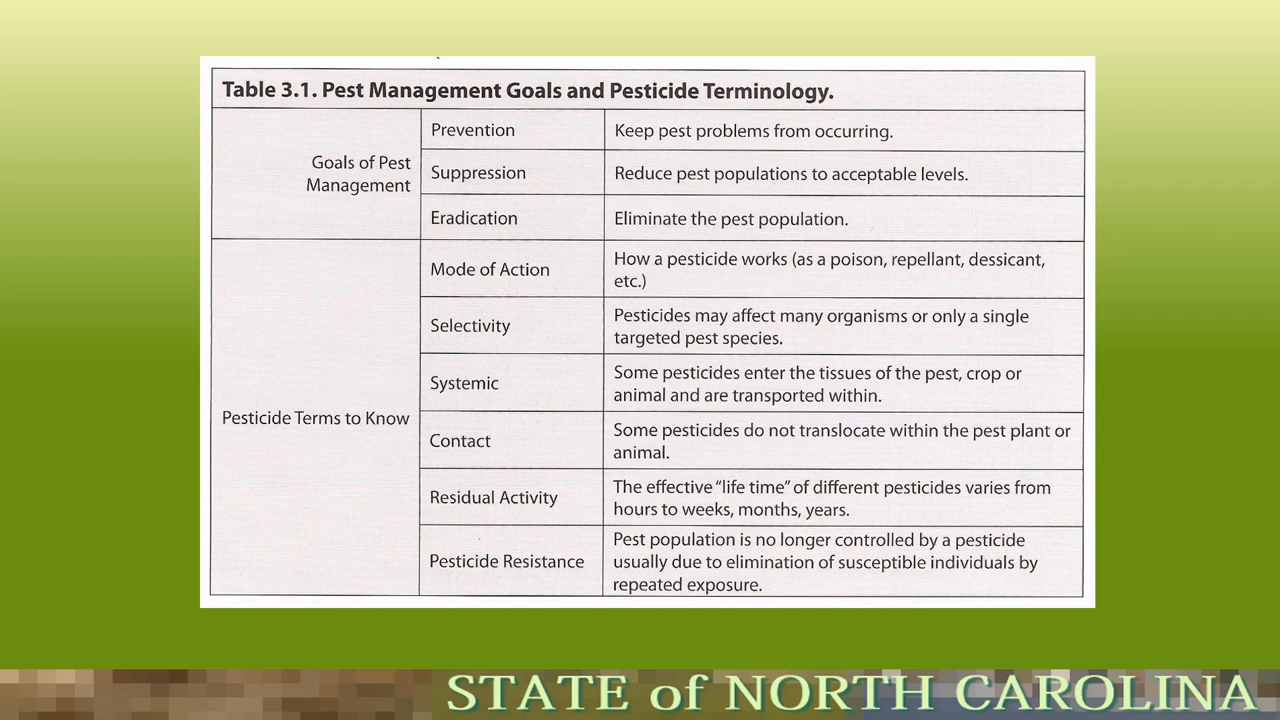 Table 3.1. Pest Management Goals and Pesticide Terminology.
Goals of Pest
Management
Prevention
Keep pest problems from occurring.
Suppression
Reduce pest populations to acceptable levels.
Eradication
Eliminate the pest population.
Pesticide Terms to Know
Mode of Action
How a pesticide works (as a poison, repellant, dessicant,
etc.)
Selectivity
Pesticides may affect many organisms or only a single
targeted pest species.
Systemic
Some pesticides enter the tissues of the pest, crop or
animal and are transported within.
Contact
Some pesticides do not translocate within the pest plant or
animal.
Residual Activity
The effective “life time” of different pesticides varies from
hours to weeks, months, years.
Pesticide Resistance
Pest population is no longer controlled by a pesticide
usually due to elimination of susceptible individuals by
repeated exposure.
STATE of NORTH CAROLINA